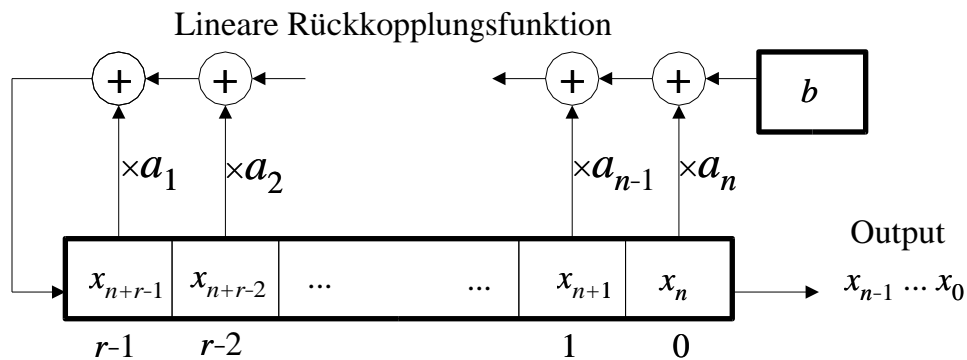 Lineare Rückkopplungsfunktion
+ + + + b
×a₁ ×a₂ ×aₙ₋₁ ×aₙ
Output
xₙ₊ᵣ₋₁ xₙ₊ᵣ₋₂ ... ... xₙ₊₁ xₙ xₙ₋₁ ... x₀
r-1 r-2 1 0